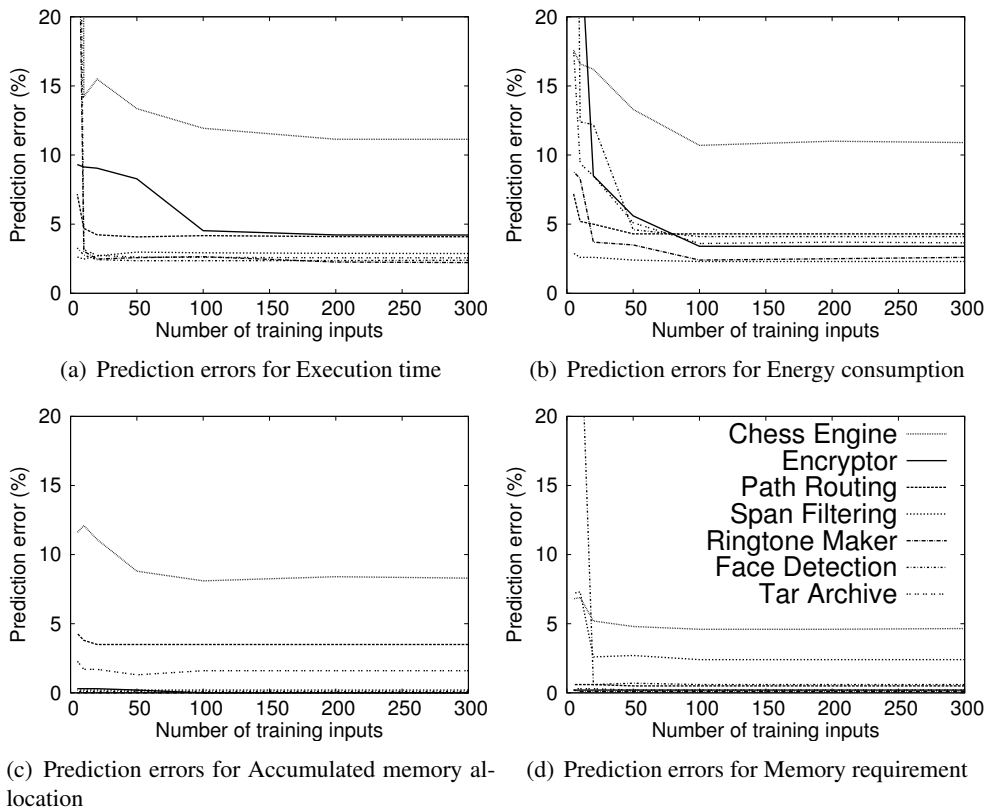 20
15
10
5
0
Prediction error (%)
0 50 100 150 200 250 300
Number of training inputs
(a) Prediction errors for Execution time
20
15
10
5
0
Prediction error (%)
0 50 100 150 200 250 300
Number of training inputs
(b) Prediction errors for Energy consumption
20
15
10
5
0
Prediction error (%)
0 50 100 150 200 250 300
Number of training inputs
(c) Prediction errors for Accumulated memory al-
location
20
15
10
5
0
Prediction error (%)
Chess Engine
Encryptor
Path Routing
Span Filtering
Ringtone Maker
Face Detection
Tar Archive
0 50 100 150 200 250 300
Number of training inputs
(d) Prediction errors for Memory requirement